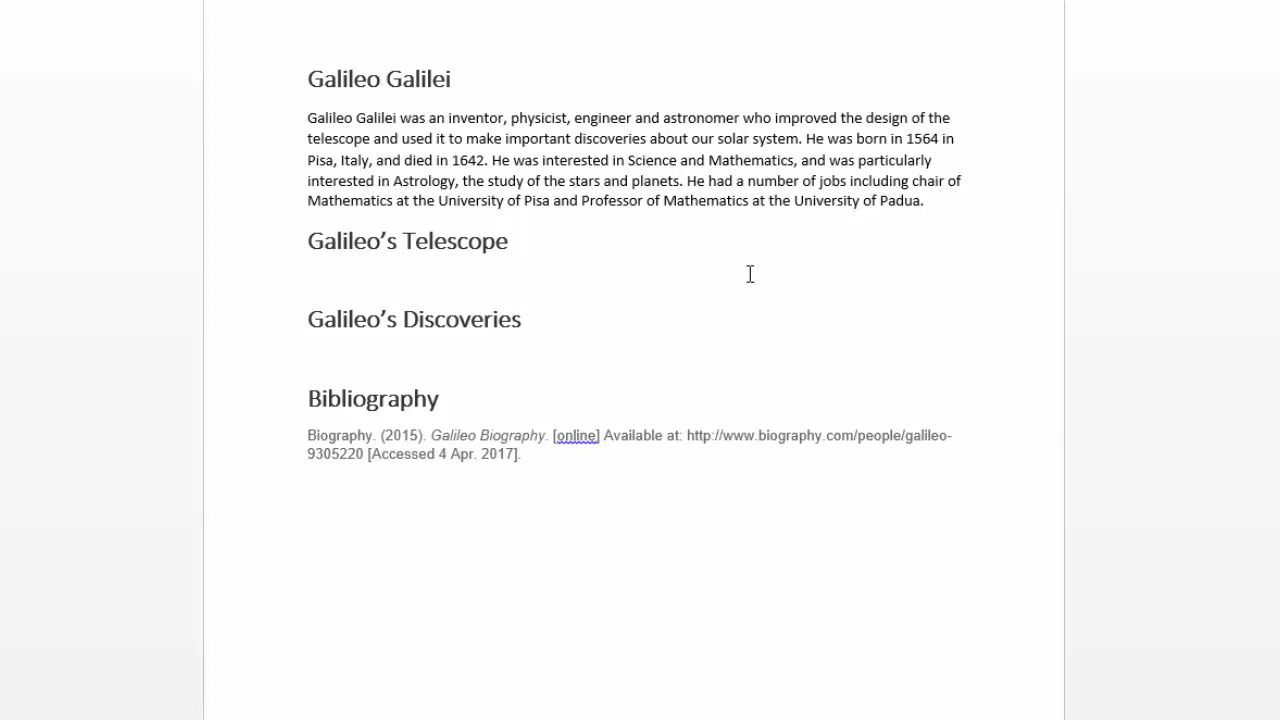 Galileo Galilei
Galileo Galilei was an inventor, physicist, engineer and astronomer who improved the design of the
telescope and used it to make important discoveries about our solar system. He was born in 1564 in
Pisa, Italy, and died in 1642. He was interested in Science and Mathematics, and was particularly
interested in Astrology, the study of the stars and planets. He had a number of jobs including chair of
Mathematics at the University of Pisa and Professor of Mathematics at the University of Padua.
Galileo’s Telescope
Galileo’s Discoveries
Bibliography
Biography. (2015). Galileo Biography. [online] Available at: http://www.biography.com/people/galileo-
9305220 [Accessed 4 Apr. 2017].